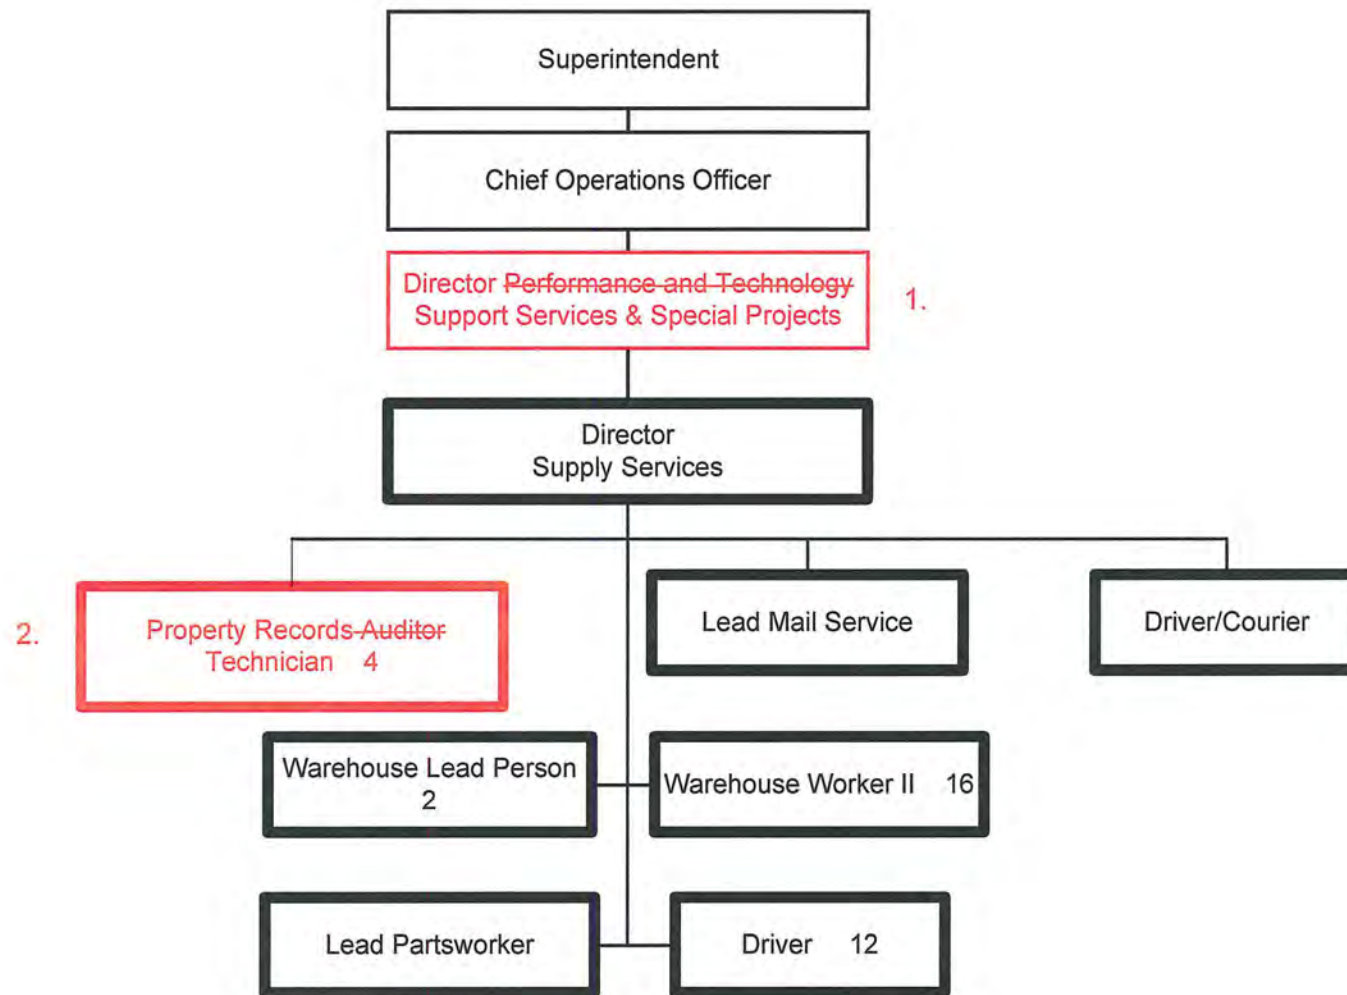 Superintendent
Chief Operations Officer
Director Performance and Technology
Support Services & Special Projects
1.
Director
Supply Services
2.
Property Records Auditor
Technician 4
Lead Mail Service
Driver/Courier
Warehouse Lead Person
2
Warehouse Worker II 16
Lead Partsworker
Driver 12